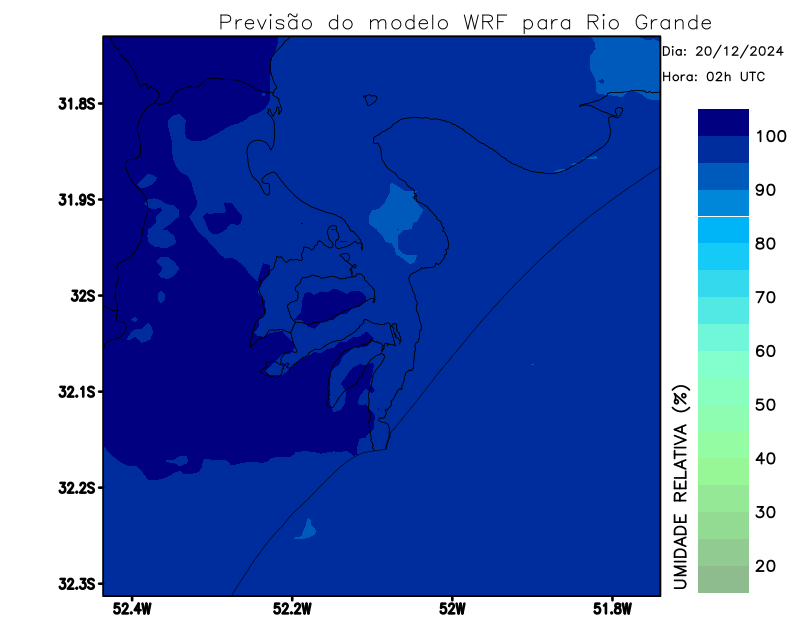 Previsão do modelo WRF para Rio Grande
Dia: 20/12/2024
Hora: 02h UTC
31.8S
31.9S
32S
32.1S
32.2S
32.3S
52.4W
52.2W
52W
51.8W
100
90
80
70
60
50
40
30
20
UMIDADE RELATIVA (%)